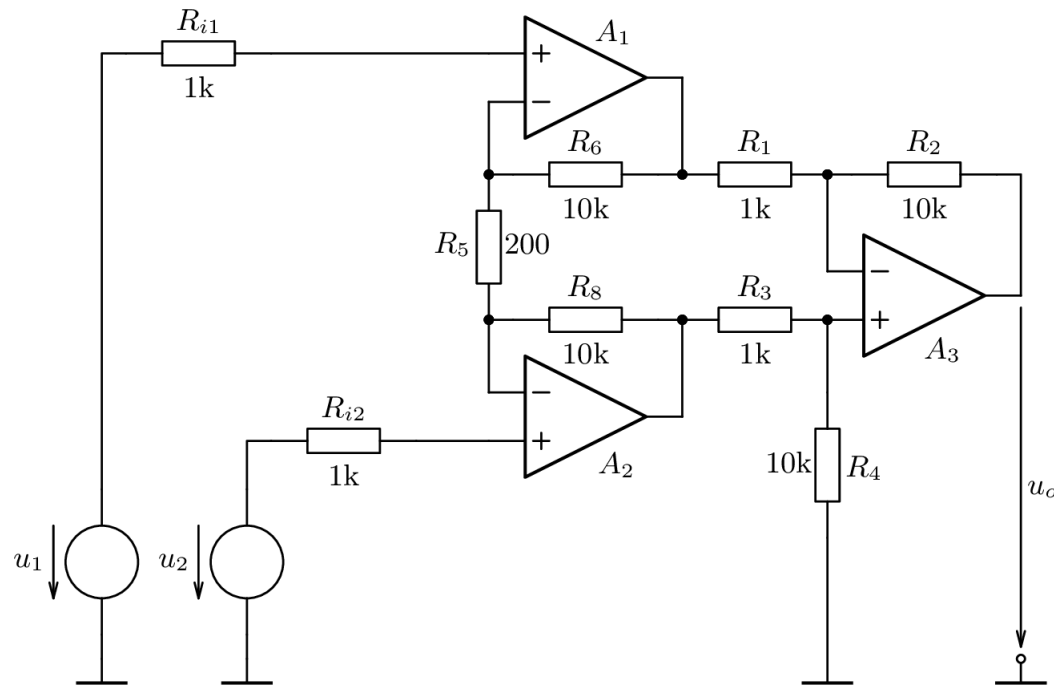 R_{i1}
1k
+
A_1
−
R_6
10k
R_1
1k
R_2
10k
R_5
200
R_8
10k
R_3
1k
−
+
A_3
R_{i2}
1k
−
+
A_2
10k
R_4
u_1
u_2
u_o